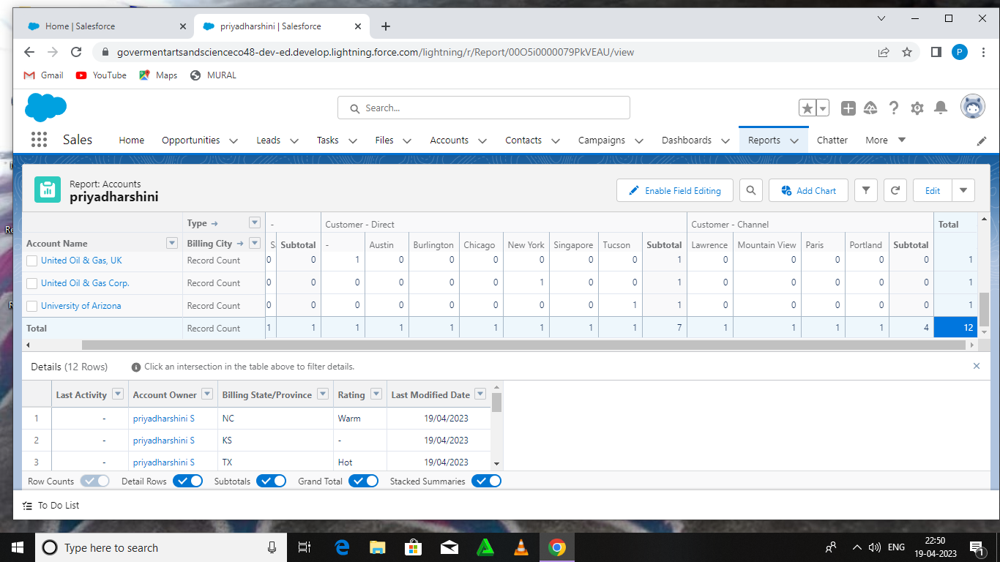 Home | Salesforce
priyadharshini | Salesforce
govermentartsandscienceco48-dev-ed.develop.lightning.force.com/lightning/r/Report/00O5i0000079PkVEAU/view
P
Gmail YouTube Maps MURAL
Search...
Sales Home Opportunities Leads Tasks Files Accounts Contacts Campaigns Dashboards Reports Chatter More
Report: Accounts
priyadharshini
Enable Field Editing Add Chart Edit
Type - Customer - Direct Customer - Channel Total
Account Name Billing City Subtotal - Austin Burlington Chicago New York Singapore Tucson Subtotal Lawrence Mountain View Paris Portland Subtotal
United Oil & Gas, UK Record Count 0 0 1 0 0 0 0 0 0 1 0 0 0 0 0 1
United Oil & Gas Corp. Record Count 0 0 0 0 0 0 1 0 0 1 0 0 0 0 0 1
University of Arizona Record Count 0 0 0 0 0 0 0 0 1 1 0 0 0 0 0 1
Total Record Count 1 1 1 1 1 1 1 1 1 7 1 1 1 1 4 12
Details (12 Rows) Click an intersection in the table above to filter details.
Last Activity Account Owner Billing State/Province Rating Last Modified Date
1 - priyadharshini S NC Warm 19/04/2023
2 - priyadharshini S KS - 19/04/2023
3 - priyadharshini S TX Hot 19/04/2023
Row Counts Detail Rows Subtotals Grand Total Stacked Summaries
To Do List
Type here to search
ENG
22:50
19-04-2023
1